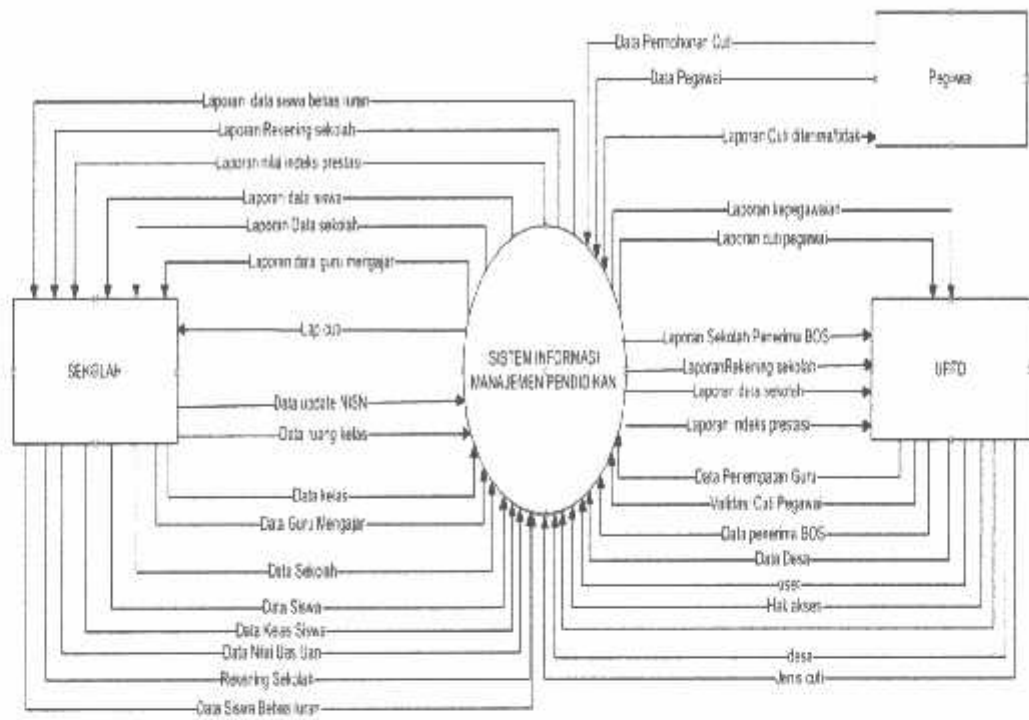 Data Permohonan Cuti
Data Pegawai
Pegawai
Laporan data siswa bebas iuran
Laporan Rekening sekolah
Laporan Cuti diterima/tidak
Laporan nilai indeks prestasi
Laporan data siswa
Laporan kepegawaian
Laporan Data sekolah
Laporan cuti pegawai
Laporan data guru mengajar
Lap cuti
Laporan Sekolah Penerima BOS
SEKOLAH
SISTEM INFORMASI
MANAJEMEN PENDIDIKAN
LaporanRekening sekolah
UPTD
Laporan data sekolah
Data update NISN
Laporan indeks prestasi
Data ruang kelas
Data Penempatan Guru
Data kelas
Validasi Cuti Pegawai
Data Guru Mengajar
Data penerima BOS
Data Desa
Data Sekolah
user
Hak akses
Data Siswa
Data Kelas Siswa
Data Nilai Uas Uan
desa
Rekening Sekolah
Jenis cuti
Data Siswa Bebas Iuran